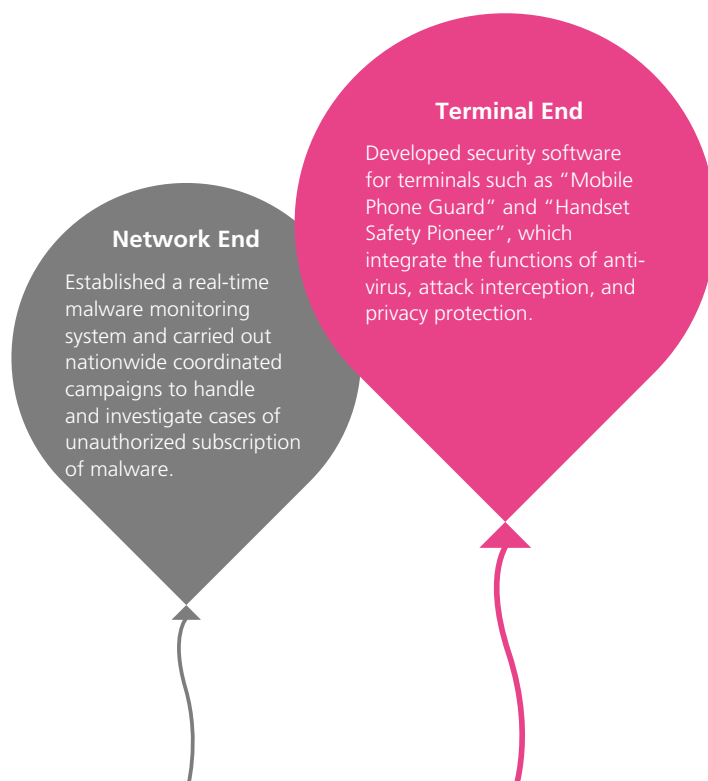 Network End
Established a real-time
malware monitoring
system and carried out
nationwide coordinated
campaigns to handle
and investigate cases of
unauthorized subscription
of malware.
Terminal End
Developed security software
for terminals such as “Mobile
Phone Guard” and “Handset
Safety Pioneer”, which
integrate the functions of anti-
virus, attack interception, and
privacy protection.